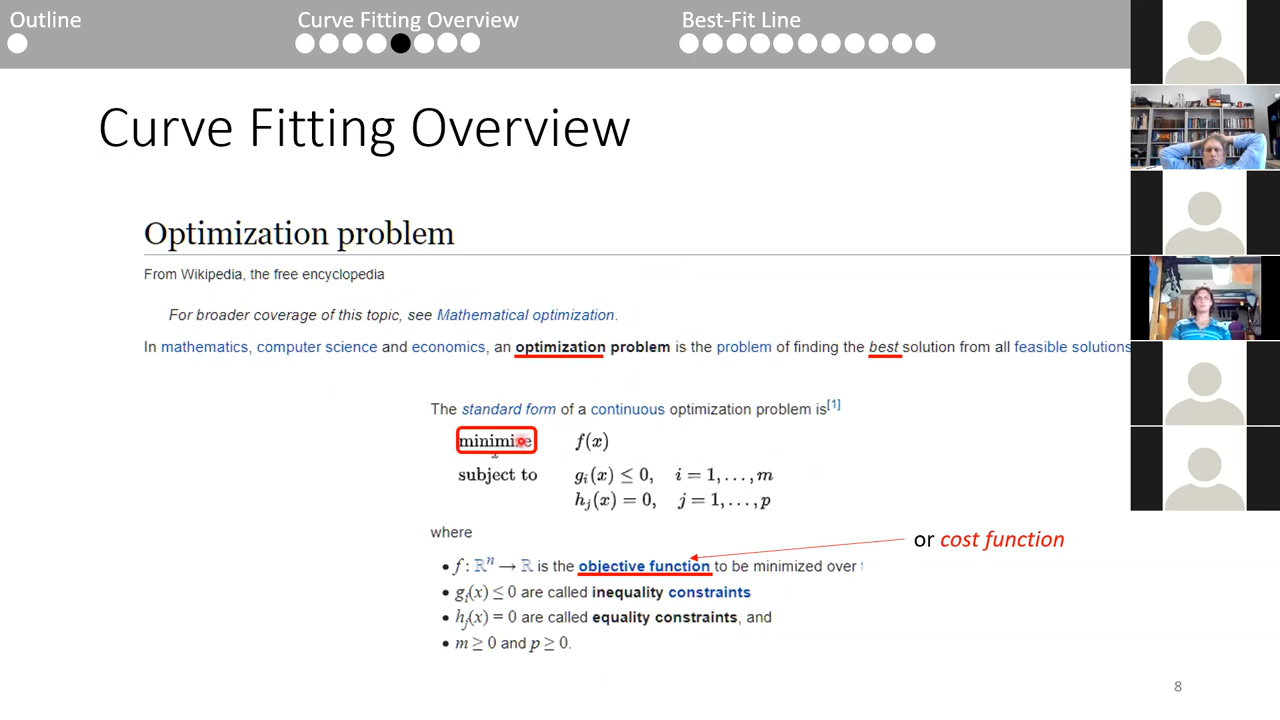 Outline
Curve Fitting Overview
Best-Fit Line
Curve Fitting Overview
Optimization problem
From Wikipedia, the free encyclopedia
For broader coverage of this topic, see Mathematical optimization.
In mathematics, computer science and economics, an optimization problem is the problem of finding the best solution from all feasible solutions
The standard form of a continuous optimization problem is[1]
minimize f(x)
x
subject to gᵢ(x) ≤ 0, i = 1, . . . , m
hⱼ(x) = 0, j = 1, . . . , p
where
or cost function
• f : ℝⁿ → ℝ is the objective function to be minimized over
• gᵢ(x) ≤ 0 are called inequality constraints
• hⱼ(x) = 0 are called equality constraints, and
• m ≥ 0 and p ≥ 0.
8